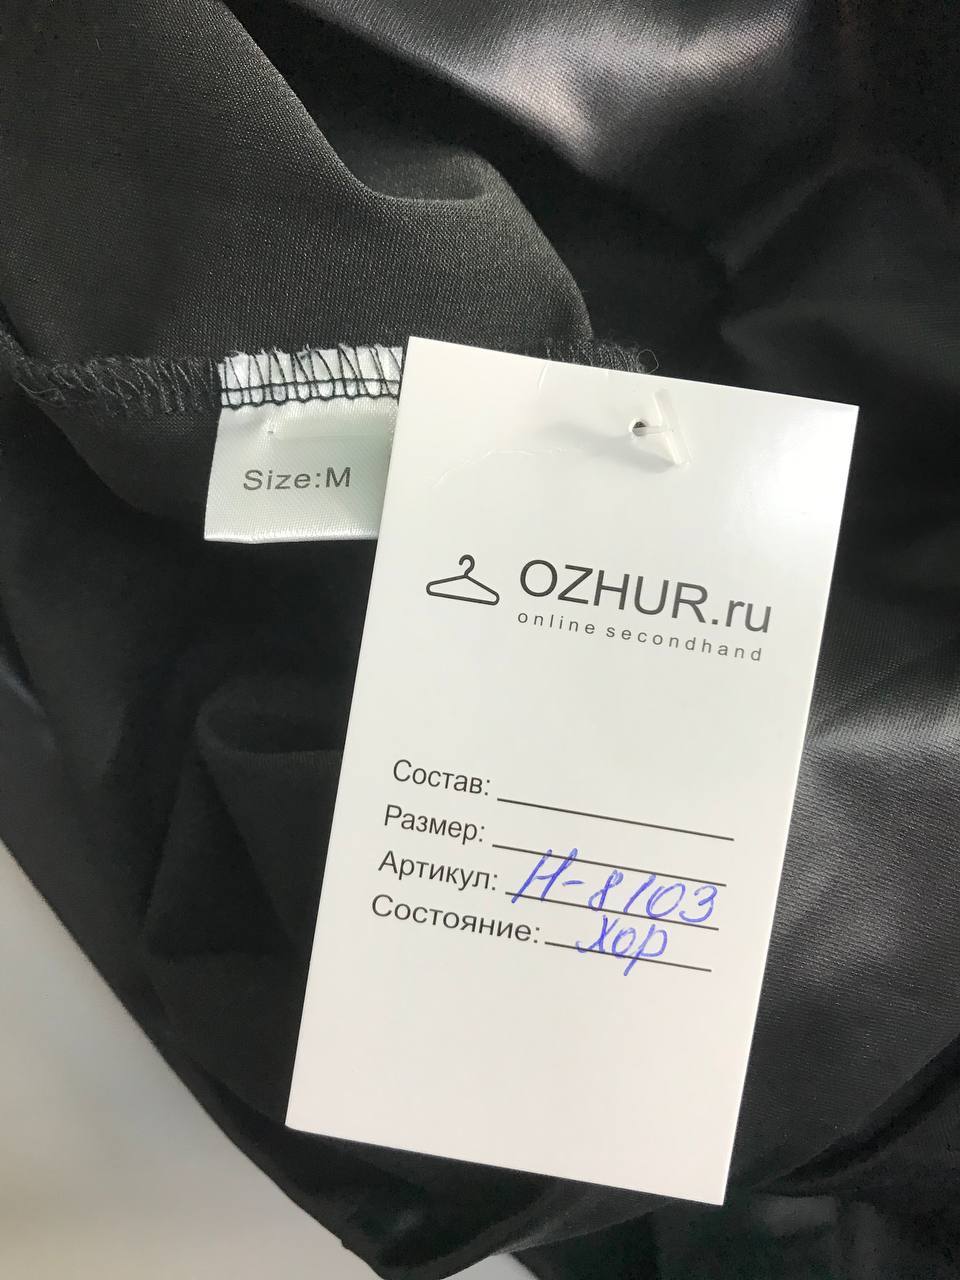 Size:M
OZHUR.ru
online secondhand
Состав:
Размер:
Артикул: Н-8103
Состояние: Хор